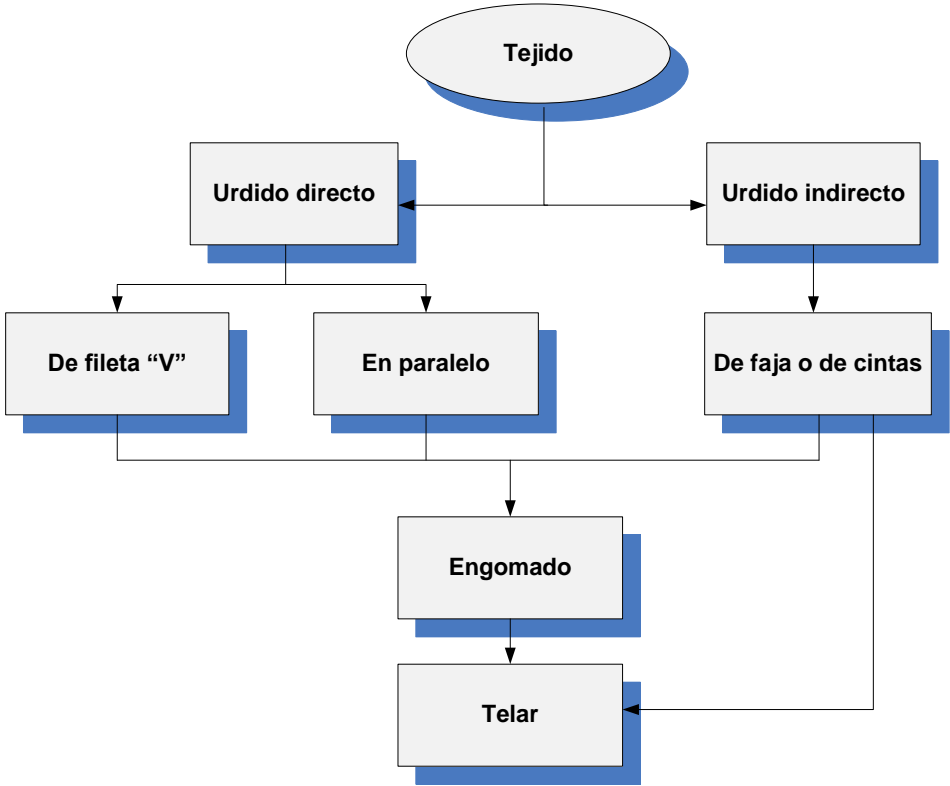 Tejido
Urdido directo
Urdido indirecto
De fileta “V”
En paralelo
De faja o de cintas
Engomado
Telar